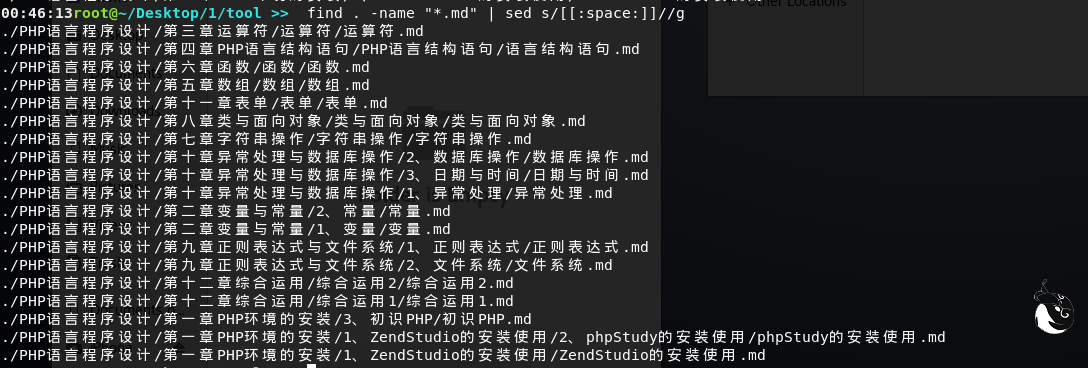 00:46:13root@~/Desktop/1/tool >>  find . -name "*.md" | sed s/[[:space:]]//g
./PHP语言程序设计/第三章运算符/运算符/运算符.md
./PHP语言程序设计/第四章PHP语言结构语句/PHP语言结构语句/语言结构语句.md
./PHP语言程序设计/第六章函数/函数/函数.md
./PHP语言程序设计/第五章数组/数组/数组.md
./PHP语言程序设计/第十一章表单/表单/表单.md
./PHP语言程序设计/第八章类与面向对象/类与面向对象/类与面向对象.md
./PHP语言程序设计/第七章字符串操作/字符串操作/字符串操作.md
./PHP语言程序设计/第十章异常处理与数据库操作/2、数据库操作/数据库操作.md
./PHP语言程序设计/第十章异常处理与数据库操作/3、日期与时间/日期与时间.md
./PHP语言程序设计/第十章异常处理与数据库操作/1、异常处理/异常处理.md
./PHP语言程序设计/第二章变量与常量/2、常量/常量.md
./PHP语言程序设计/第二章变量与常量/1、变量/变量.md
./PHP语言程序设计/第九章正则表达式与文件系统/1、正则表达式/正则表达式.md
./PHP语言程序设计/第九章正则表达式与文件系统/2、文件系统/文件系统.md
./PHP语言程序设计/第十二章综合运用/综合运用2/综合运用2.md
./PHP语言程序设计/第十二章综合运用/综合运用1/综合运用1.md
./PHP语言程序设计/第一章PHP环境的安装/3、初识PHP/初识PHP.md
./PHP语言程序设计/第一章PHP环境的安装/1、ZendStudio的安装使用/2、phpStudy的安装使用/phpStudy的安装使用.md
./PHP语言程序设计/第一章PHP环境的安装/1、ZendStudio的安装使用/ZendStudio的安装使用.md
Other Locations